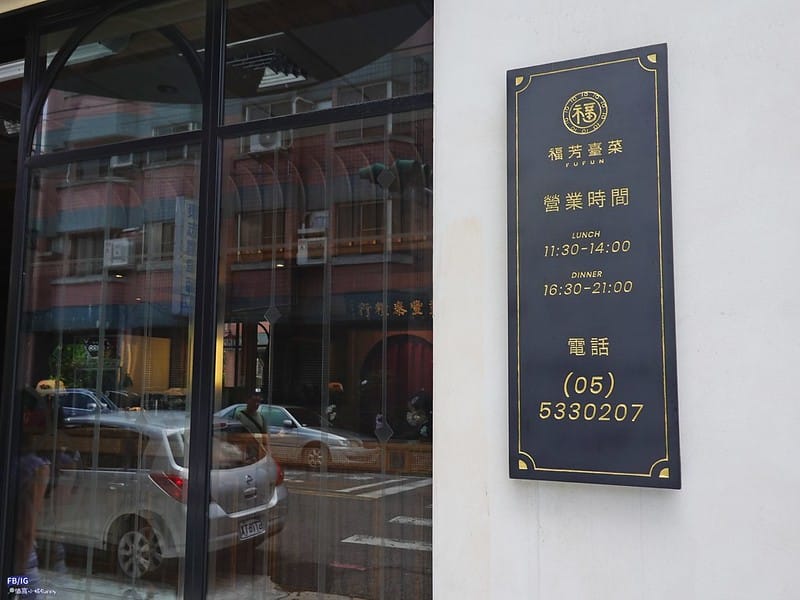 福
福芳臺菜
FUFUN
營業時間
LUNCH
11:30-14:00
DINNER
16:30-21:00
電話
(05)
5330207
FB/IG